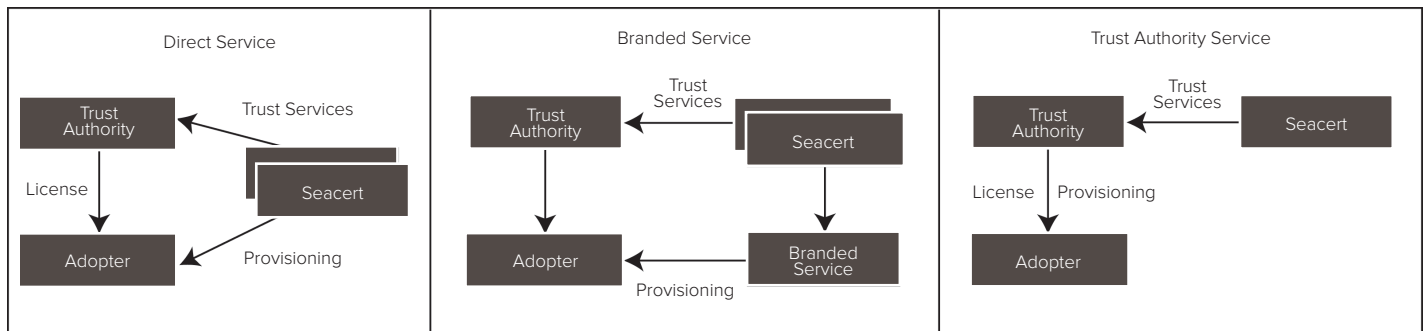 Direct Service
Trust Services
Trust
Authority
License
Seacert
Adopter
Provisioning
Branded Service
Trust
Services
Trust
Authority
Seacert
Adopter
Branded
Service
Provisioning
Trust Authority Service
Trust
Services
Trust
Authority
Seacert
License
Provisioning
Adopter